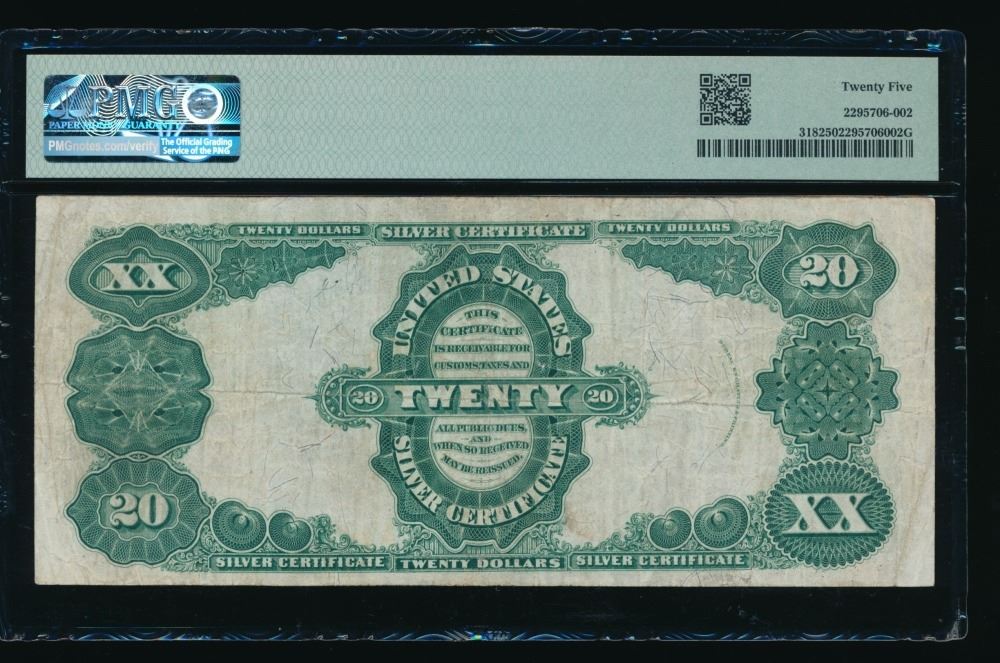 PMG
PAPER MONEY GUARANTY
PMGnotes.com/verify
The Official Grading
Service of the PNG
Twenty Five
2295706-002
3182502295706002G
TWENTY DOLLARS SILVER CERTIFICATE TWENTY DOLLARS
XX
20
UNITED STATES
THIS
CERTIFICATE
IS RECEIVABLE FOR
CUSTOMS, TAXES AND
20 TWENTY 20
ALL PUBLIC DUES,
AND
WHEN SO RECEIVED
MAY BE REISSUED.
SILVER CERTIFICATE
20
XX
SILVER CERTIFICATE TWENTY DOLLARS SILVER CERTIFICATE